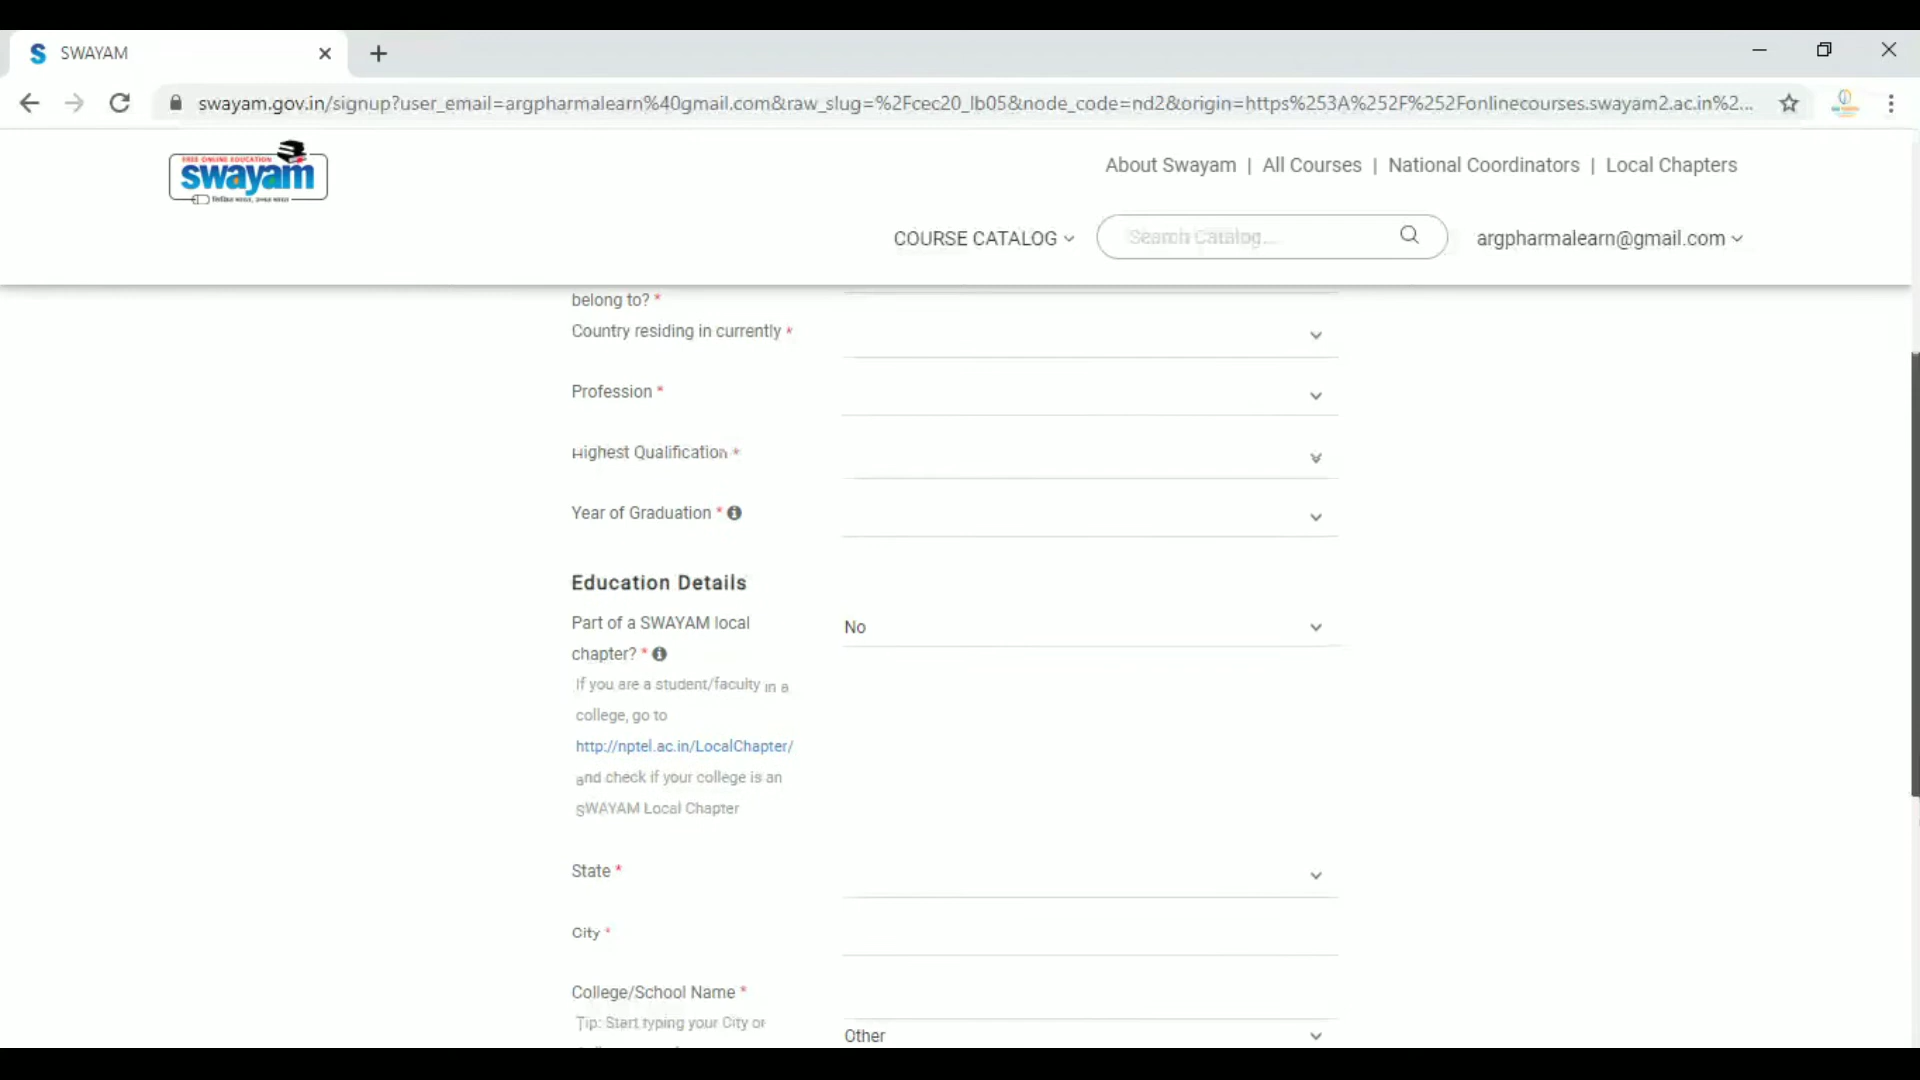 SWAYAM
swayam.gov.in/signup?user_email=argpharmalearn%40gmail.com&raw_slug=%2Fcec20_lb05&node_code=nd2&origin=https%253A%252F%252Fonlinecourses.swayam2.ac.in%2...
FREE ONLINE EDUCATION
swayam
About Swayam | All Courses | National Coordinators | Local Chapters
COURSE CATALOG
Search Catalog...
argpharmalearn@gmail.com
belong to? *
Country residing in currently *
Profession *
Highest Qualification *
Year of Graduation *
Education Details
Part of a SWAYAM local
chapter? *
No
If you are a student/faculty in a
college, go to
http://nptel.ac.in/LocalChapter/
and check if your college is an
SWAYAM Local Chapter
State *
City *
College/School Name *
Tip: Start typing your City or
Other